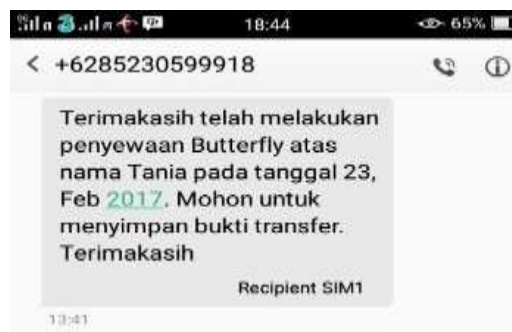 18:44
65%
< +6285230599918
Terimakasih telah melakukan
penyewaan Butterfly atas
nama Tania pada tanggal 23,
Feb 2017. Mohon untuk
menyimpan bukti transfer.
Terimakasih
Recipient SIM1
13:41